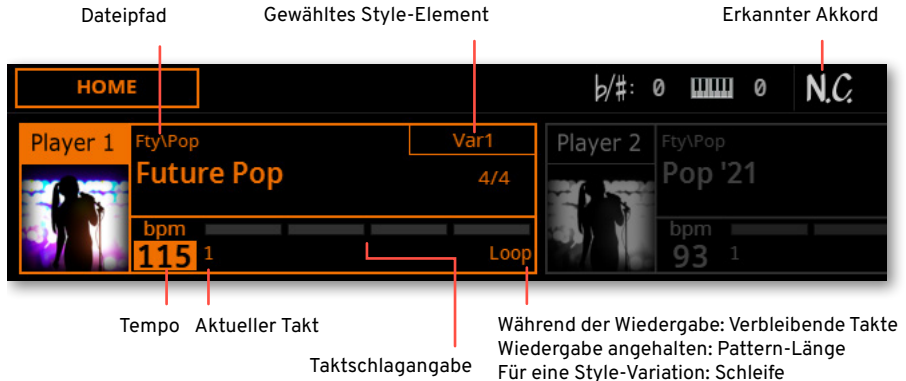 Dateipfad
Gewähltes Style-Element
Erkannter Akkord
HOME
b/#: 0
0
N.C.
Player 1
Fty\Pop
Var1
Future Pop
4/4
bpm
115
1
Loop
Player 2
Fty\Pop
Pop '21
bpm
93
1
Tempo
Aktueller Takt
Taktschlagangabe
Während der Wiedergabe: Verbleibende Takte
Wiedergabe angehalten: Pattern-Länge
Für eine Style-Variation: Schleife